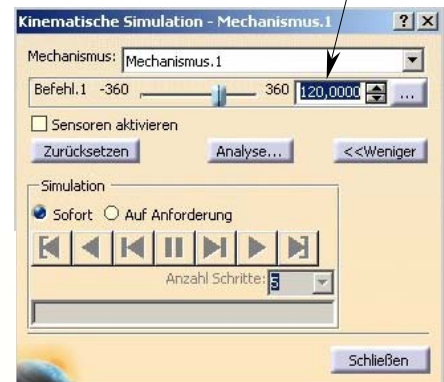 Kinematische Simulation - Mechanismus.1
Mechanismus: Mechanismus.1
Befehl.1 -360 360 120,0000 ...
Sensoren aktivieren
Zurücksetzen Analyse... <<Weniger
Simulation
Sofort Auf Anforderung
Anzahl Schritte: 5
Schließen